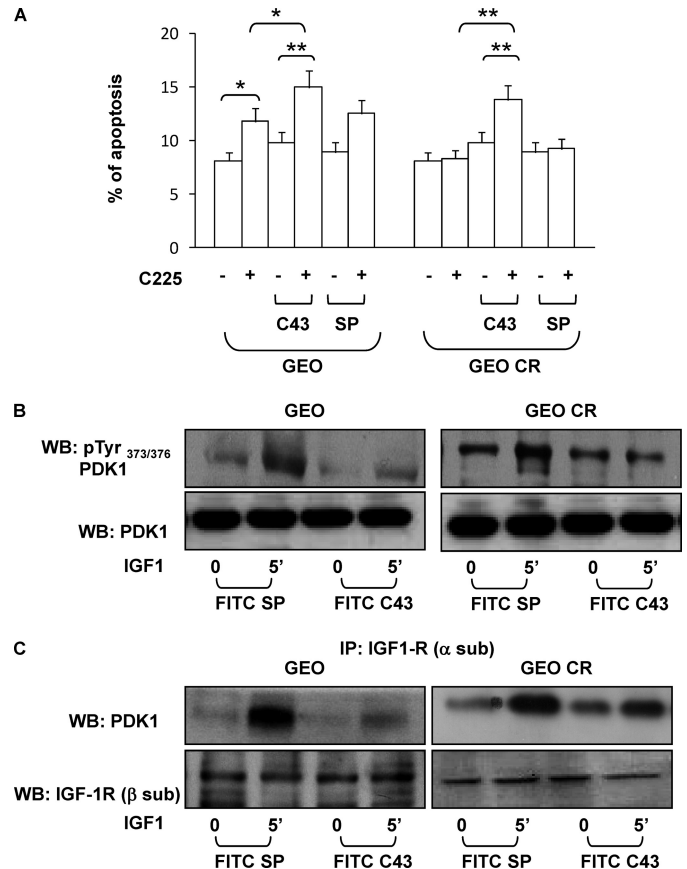 A
* **
* ** **
20
15
10
5
0
% of apoptosis
C225 - + - + - + - + - + - +
C43 SP C43 SP
GEO GEO CR
B
GEO GEO CR
WB: pTyr 373/376
PDK1
WB: PDK1
IGF1 0 5’ 0 5’ 0 5’ 0 5’
FITC SP FITC C43 FITC SP FITC C43
C
IP: IGF1-R (α sub)
GEO GEO CR
WB: PDK1
WB: IGF-1R (β sub)
IGF1 0 5’ 0 5’ 0 5’ 0 5’
FITC SP FITC C43 FITC SP FITC C43